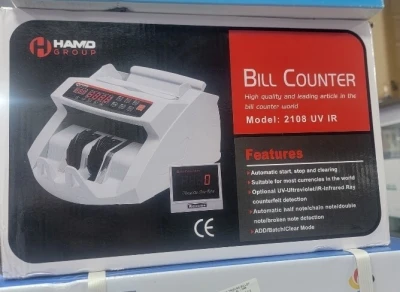 HAMD
GROUP
BILL COUNTER
High quality and leading article in the
bill counter world
Model: 2108 UV IR
Features
Automatic start, stop and clearing
Suitable for most currencies in the world
Optional UV-Ultraviolet/IR-Infrared Ray
counterfeit detection
Automatic half note/chain note/double
note/broken note detection
ADD/Batch/Clear Mode
0
CE